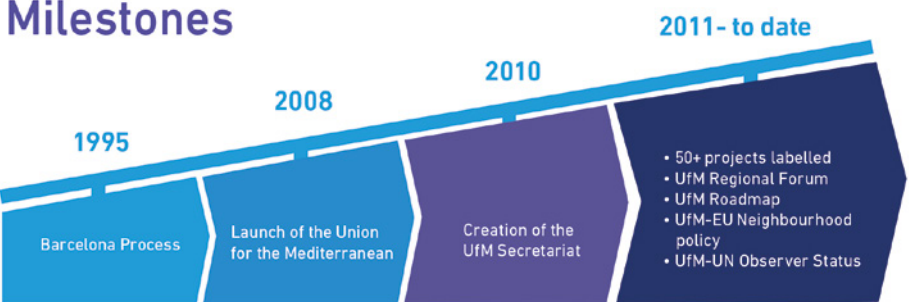 Milestones
1995
Barcelona Process
2008
Launch of the Union
for the Mediterranean
2010
Creation of the
UfM Secretariat
2011- to date
• 50+ projects labelled
• UfM Regional Forum
• UfM Roadmap
• UfM-EU Neighbourhood
policy
• UfM-UN Observer Status